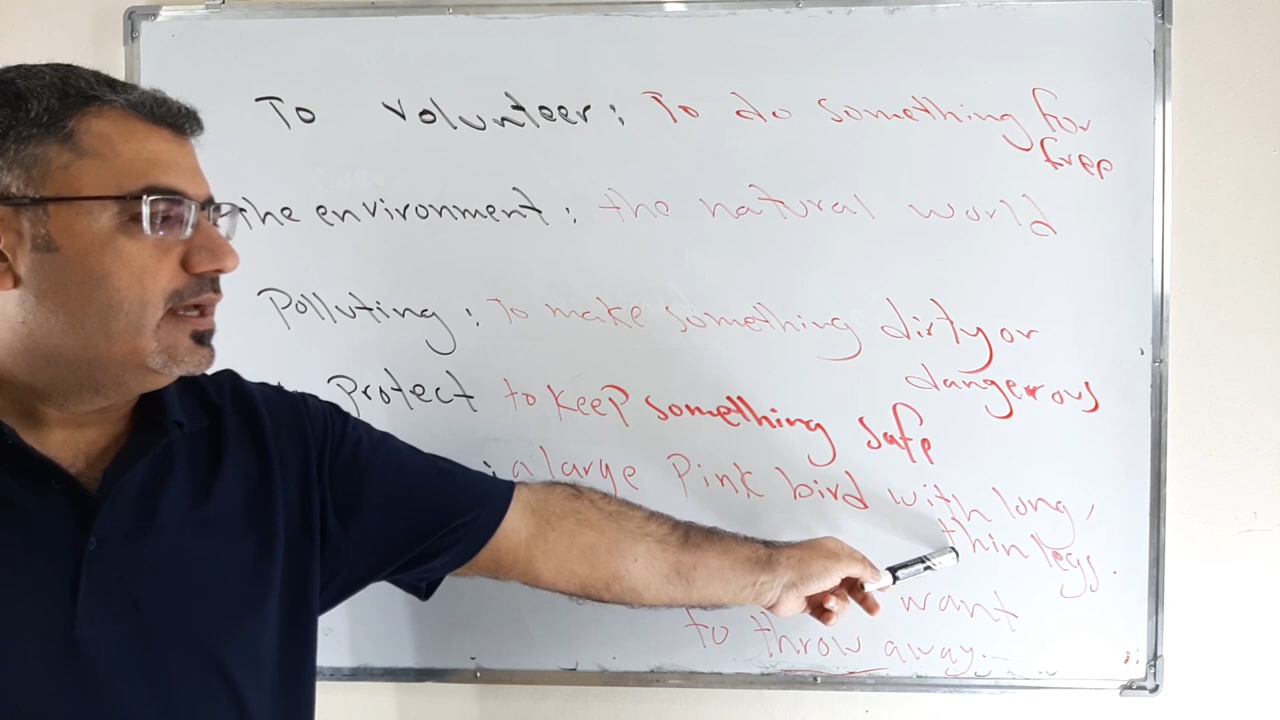 To volunteer: To do something for
free
the environment: the natural world
Polluting: To make something dirty or
dangerous
protect to keep something safe
: a large Pink bird with long,
thin legs.
want
to throw away.